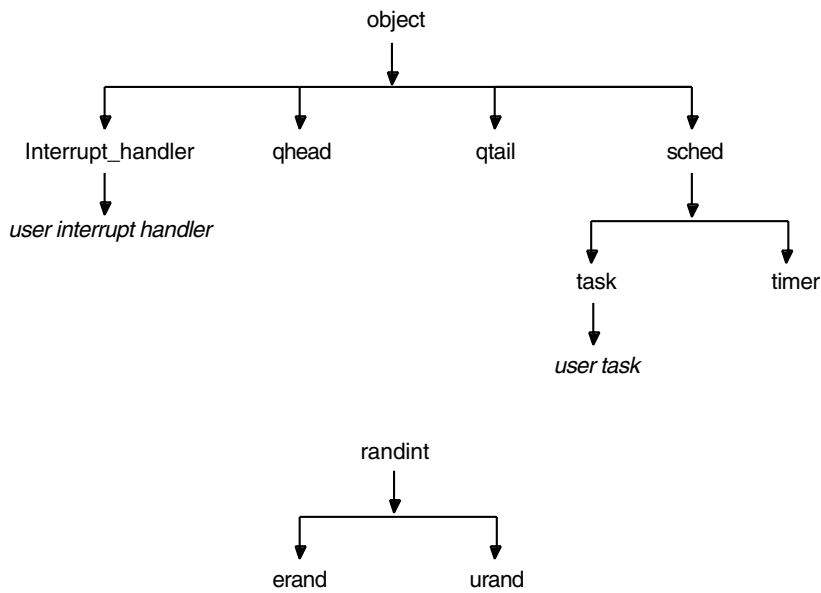 object
Interrupt_handler qhead qtail sched
user interrupt handler
task timer
user task
randint
erand urand